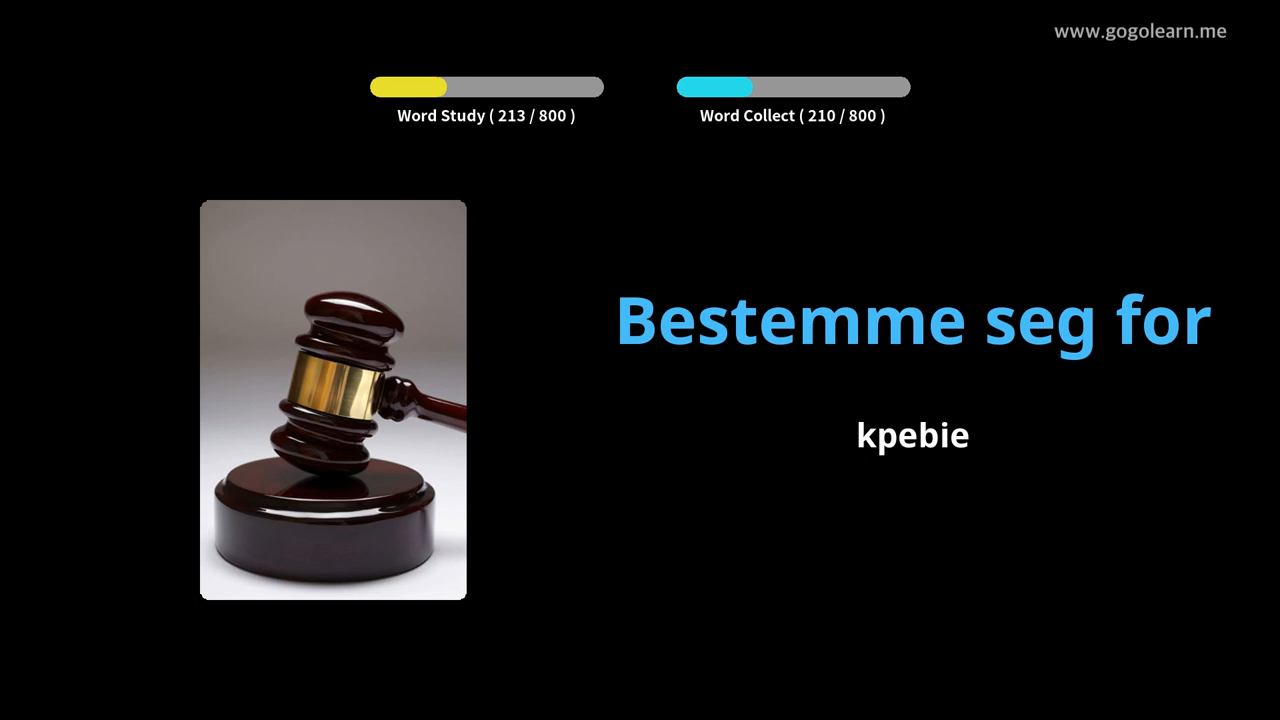 www.gogolearn.me
Word Study ( 213 / 800 )
Word Collect ( 210 / 800 )
Bestemme seg for
kpebie